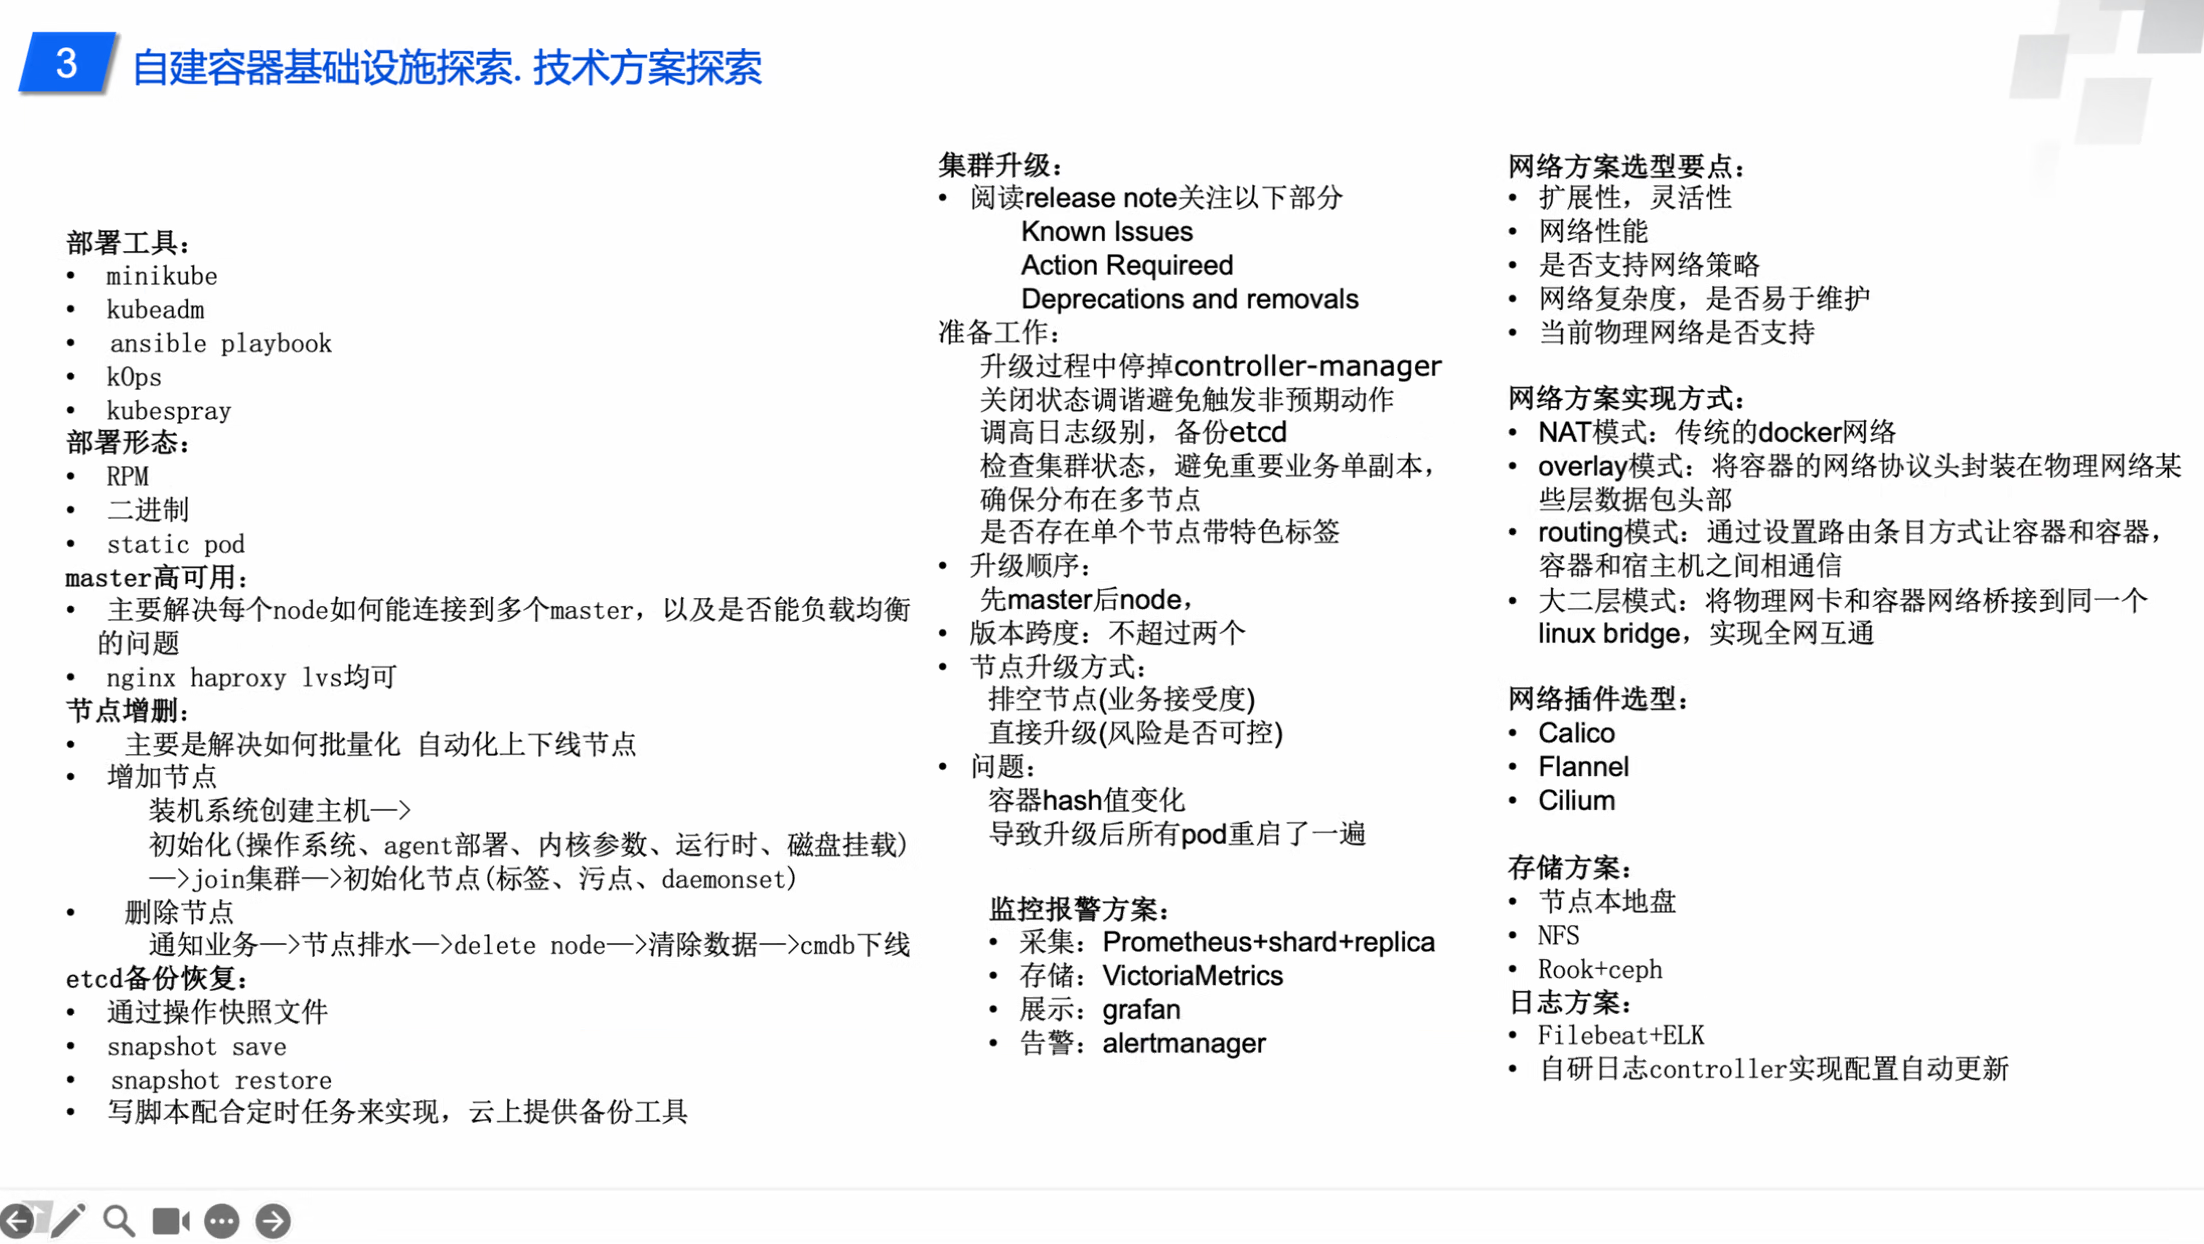 3
自建容器基础设施探索. 技术方案探索
部署工具：
• minikube
• kubeadm
• ansible playbook
• kOps
• kubespray
部署形态：
• RPM
• 二进制
• static pod
master高可用：
• 主要解决每个node如何能连接到多个master，以及是否能负载均衡
的问题
• nginx haproxy lvs均可
节点增删：
• 主要是解决如何批量化 自动化上下线节点
• 增加节点
装机系统创建主机—>
初始化(操作系统、agent部署、内核参数、运行时、磁盘挂载)
—>join集群—>初始化节点(标签、污点、daemonset)
• 删除节点
通知业务—>节点排水—>delete node—>清除数据—>cmdb下线
etcd备份恢复：
• 通过操作快照文件
• snapshot save
• snapshot restore
• 写脚本配合定时任务来实现，云上提供备份工具
集群升级：
• 阅读release note关注以下部分
Known Issues
Action Requireed
Deprecations and removals
准备工作：
升级过程中停掉controller-manager
关闭状态调谐避免触发非预期动作
调高日志级别，备份etcd
检查集群状态，避免重要业务单副本，
确保分布在多节点
是否存在单个节点带特色标签
• 升级顺序：
先master后node，
• 版本跨度：不超过两个
• 节点升级方式：
排空节点(业务接受度)
直接升级(风险是否可控)
• 问题：
容器hash值变化
导致升级后所有pod重启了一遍
监控报警方案：
• 采集：Prometheus+shard+replica
• 存储：VictoriaMetrics
• 展示：grafan
• 告警：alertmanager
网络方案选型要点：
• 扩展性，灵活性
• 网络性能
• 是否支持网络策略
• 网络复杂度，是否易于维护
• 当前物理网络是否支持
网络方案实现方式：
• NAT模式：传统的docker网络
• overlay模式：将容器的网络协议头封装在物理网络某
些层数据包头部
• routing模式：通过设置路由条目方式让容器和容器，
容器和宿主机之间相通信
• 大二层模式：将物理网卡和容器网络桥接到同一个
linux bridge，实现全网互通
网络插件选型：
• Calico
• Flannel
• Cilium
存储方案：
• 节点本地盘
• NFS
• Rook+ceph
日志方案：
• Filebeat+ELK
• 自研日志controller实现配置自动更新